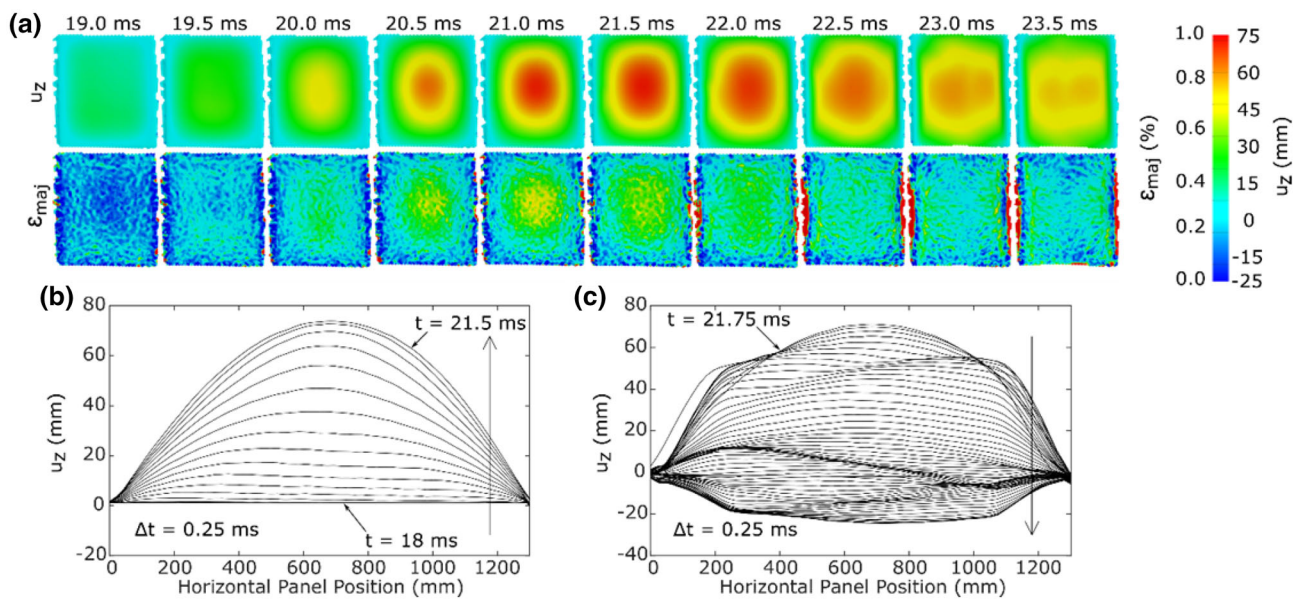 (a)
19.0 ms 19.5 ms 20.0 ms 20.5 ms 21.0 ms 21.5 ms 22.0 ms 22.5 ms 23.0 ms 23.5 ms
uz
εmaj
1.0 75
0.8 60
45
0.6 30
0.4 15
0.2 0
0.0 -25
εmaj (%)
uz (mm)
(b)
80
60
40
20
0
-20
uz (mm)
t = 21.5 ms
t = 18 ms
Δt = 0.25 ms
0 200 400 600 800 1000 1200
Horizontal Panel Position (mm)
(c)
80
60
40
20
0
-20
-40
uz (mm)
t = 21.75 ms
Δt = 0.25 ms
0 200 400 600 800 1000 1200
Horizontal Panel Position (mm)